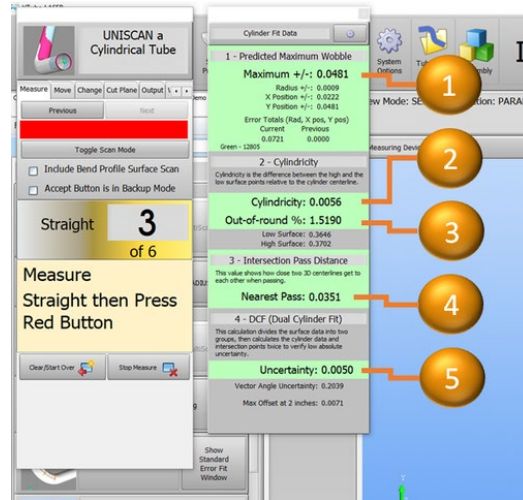 UNISCAN a
Cylindrical Tube
Measure
Move
Change
Cut Plane
Output
Previous
Next
Toggle
Scan Mode
Include Bend Profile Surface Scan
Accept Button is in Backup Mode
Straight
3
of 6
Measure
Straight then Press
Red Button
Clear/Start Over
Stop Measure
Cylinder Fit Data
1 - Predicted Maximum Wobble
Maximum +/-: 0.0481
Radius +/-: 0.0009
X Position +/-: 0.0222
Y Position +/-: 0.0481
Error Totals (Rad, X pos, Y pos)
Current Previous
0.0721 0.0000
Green - 12805
2 - Cylindricity
Cylindricity is the difference between the high and the
low surface points relative to the cylinder centerline.
Cylindricity: 0.0056
Out-of-round %: 1.5190
Low Surface: 0.3646
High Surface: 0.3702
3 - Intersection Pass Distance
This value shows how close two 3D centerlines get to
each other when passing.
Nearest Pass: 0.0351
4 - DCF (Dual Cylinder Fit)
This calculation divides the surface data into two
groups, then calculates the cylinder data and
intersection points twice to verify low absolute
uncertainty.
Uncertainty: 0.0050
Vector Angle Uncertainty: 0.2039
Max Offset at 2 inches: 0.0071
Show
Standard
Error Fit
Window
System
Options
1
2
3
4
5